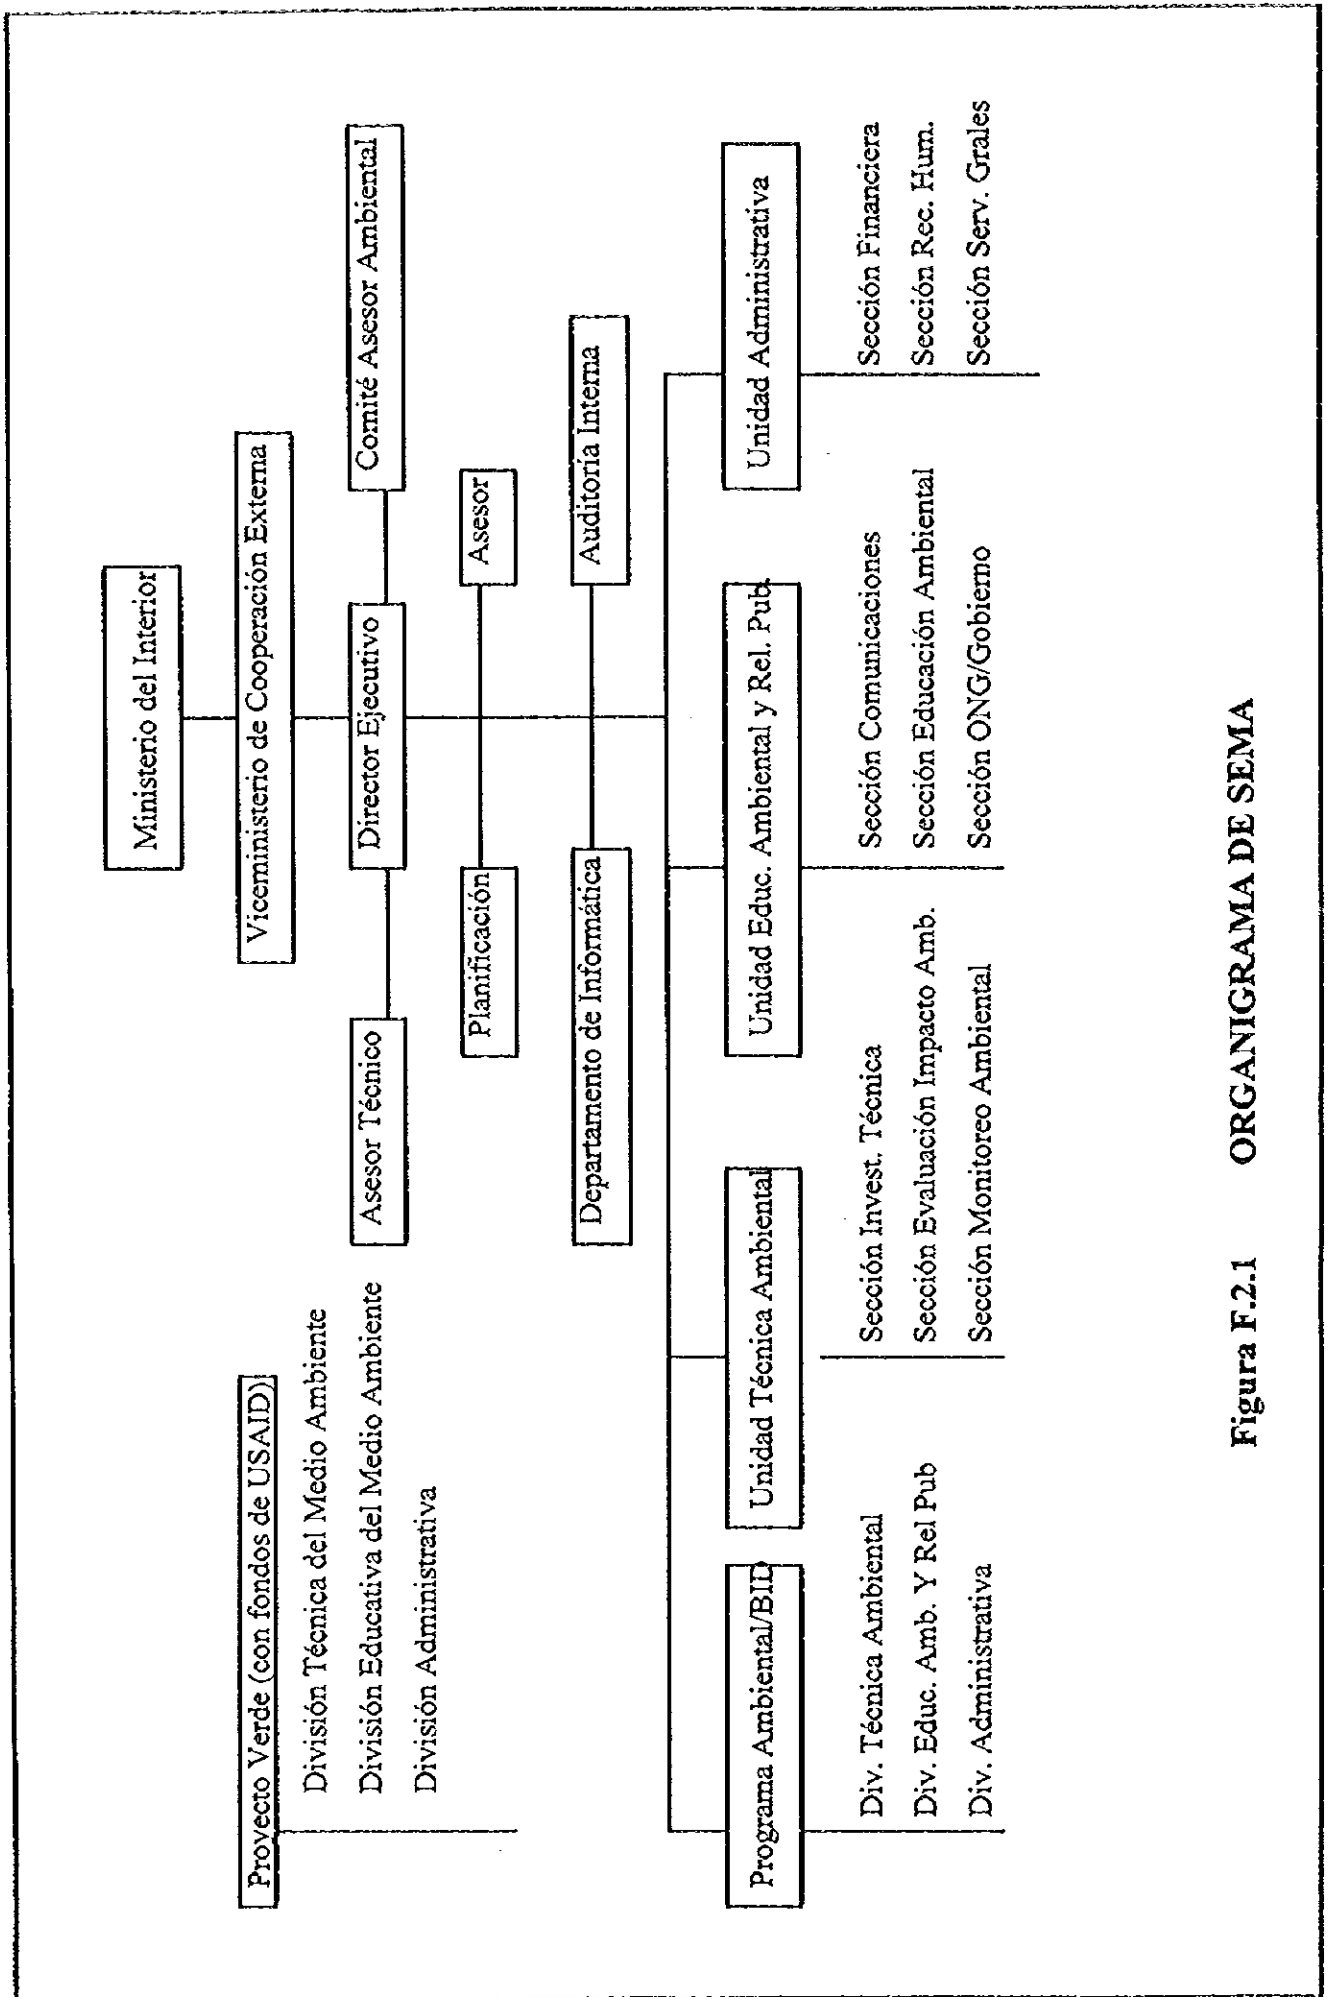 Ministerio del Interior
Proyecto Verde (con fondos de USAID)
Viceministerio de Cooperación Externa
División Técnica del Medio Ambiente
División Educativa del Medio Ambiente
División Administrativa
Asesor Técnico
Director Ejecutivo
Comité Asesor Ambiental
Planificación
Asesor
Departamento de Informática
Auditoría Interna
Programa Ambiental/BID
Unidad Técnica Ambiental
Unidad Educ. Ambiental y Rel. Pub.
Unidad Administrativa
Div. Técnica Ambiental
Div. Educ. Amb. Y Rel Pub
Div. Administrativa
Sección Invest. Técnica
Sección Evaluación Impacto Amb.
Sección Monitoreo Ambiental
Sección Comunicaciones
Sección Educación Ambiental
Sección ONG/Gobierno
Sección Financiera
Sección Rec. Hum.
Sección Serv. Grales
Figura F.2.1 ORGANIGRAMA DE SEMA